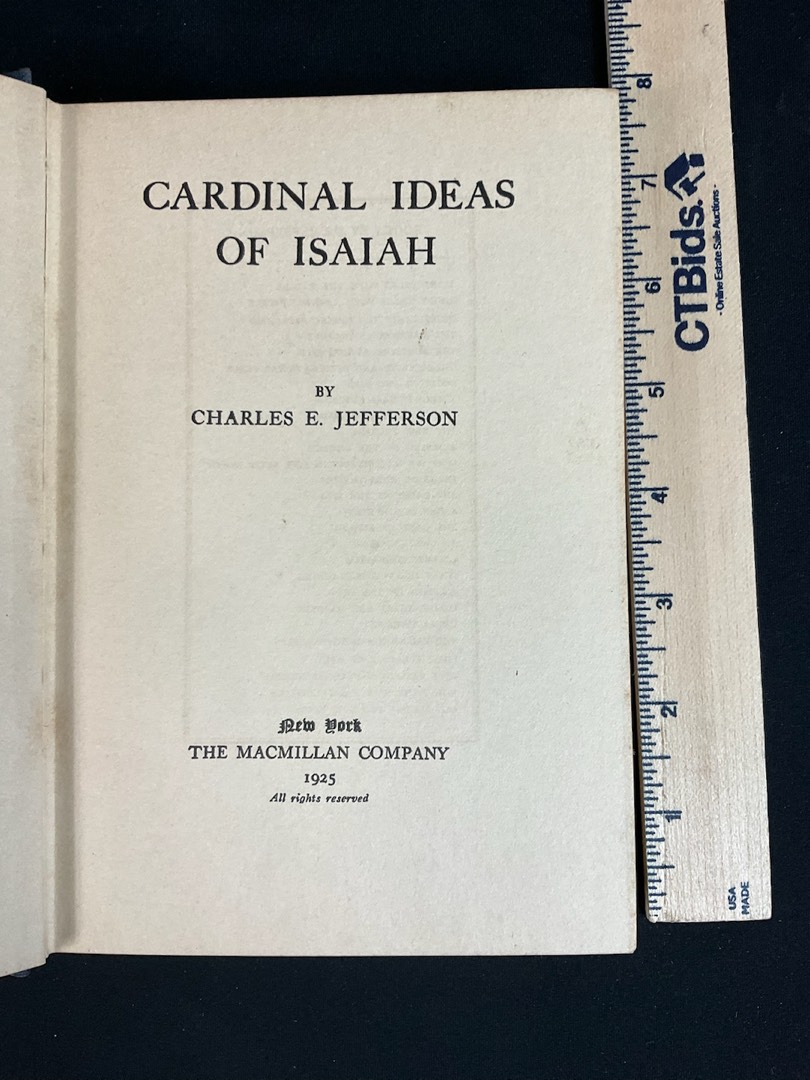 CARDINAL IDEAS
OF ISAIAH
BY
CHARLES E. JEFFERSON
New York
THE MACMILLAN COMPANY
1925
All rights reserved
8
7
6
5
4
3
2
1
CTBids.
- Online Estate Sale Auctions -
USA
MADE